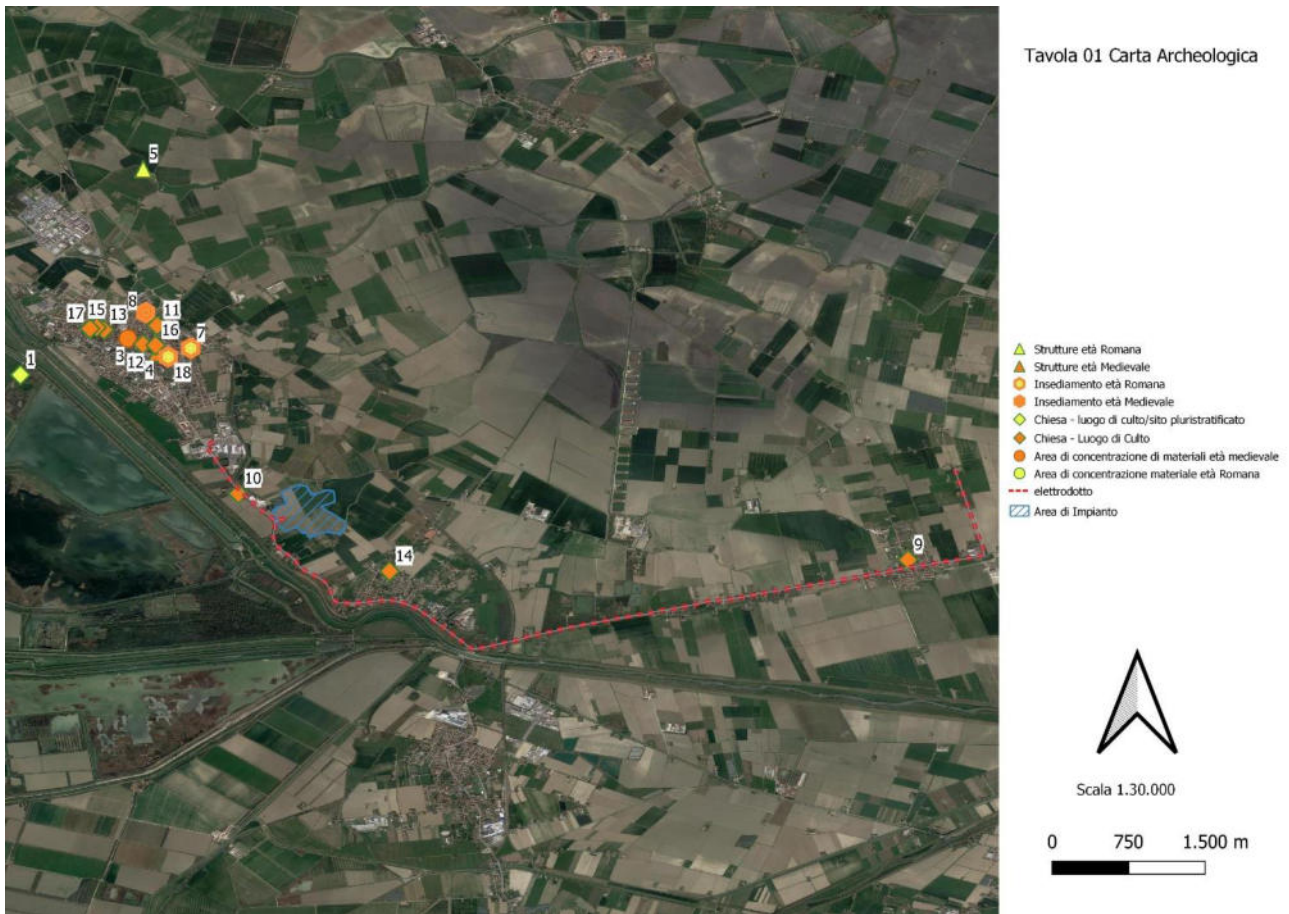 Tavola 01 Carta Archeologica
5
8
17
15
13
11
16
7
1
3
12
4
18
10
14
9
Strutture età Romana
Strutture età Medievale
Insediamento età Romana
Insediamento età Medievale
Chiesa - luogo di culto/sito pluristratificato
Chiesa - Luogo di Culto
Area di concentrazione di materiali età medievale
Area di concentrazione materiale età Romana
elettrodotto
Area di Impianto
Scala 1.30.000
0 750 1.500 m